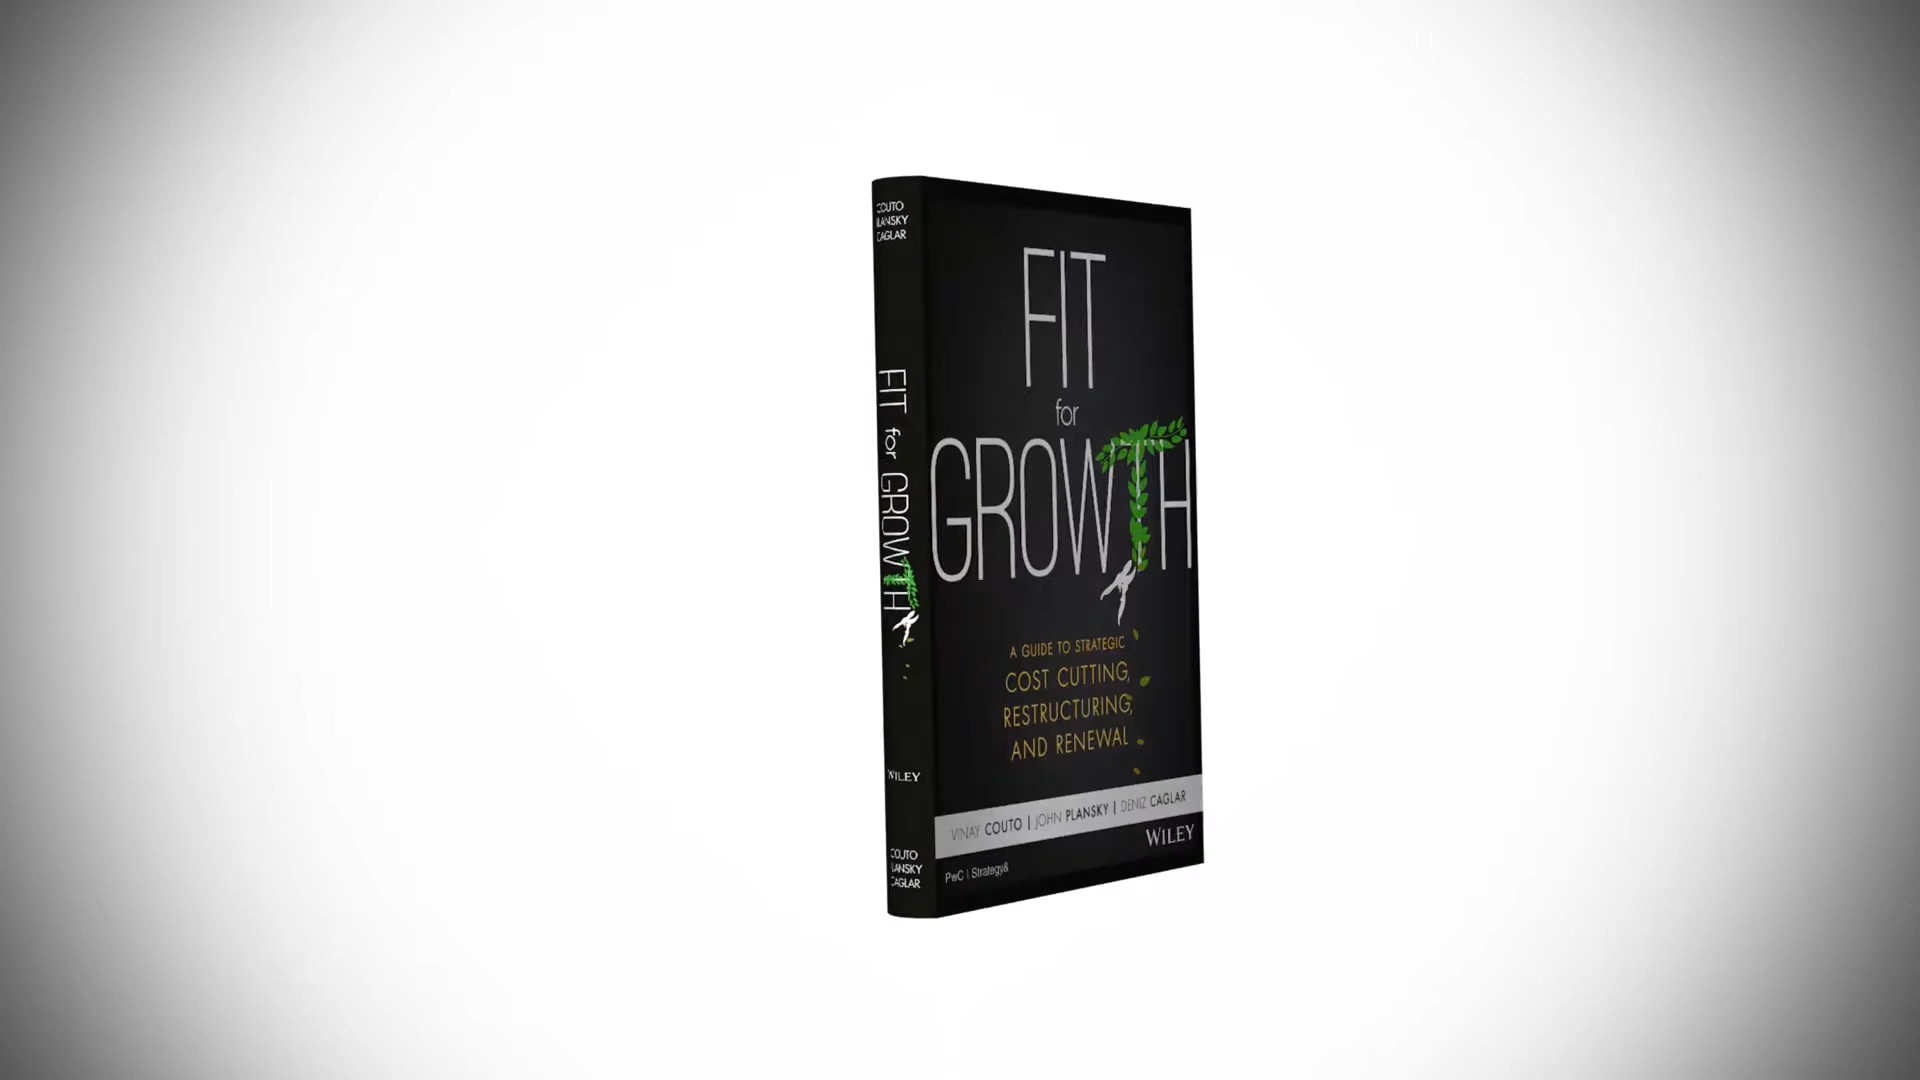 COUTO
PLANSKY
CAGLAR
FIT for GROWTH
WILEY
COUTO
PLANSKY
CAGLAR
FIT
for
GROWTH
A GUIDE TO STRATEGIC
COST CUTTING,
RESTRUCTURING,
AND RENEWAL
VINAY COUTO | JOHN PLANSKY | DENIZ CAGLAR
WILEY
PwC | Strategy&